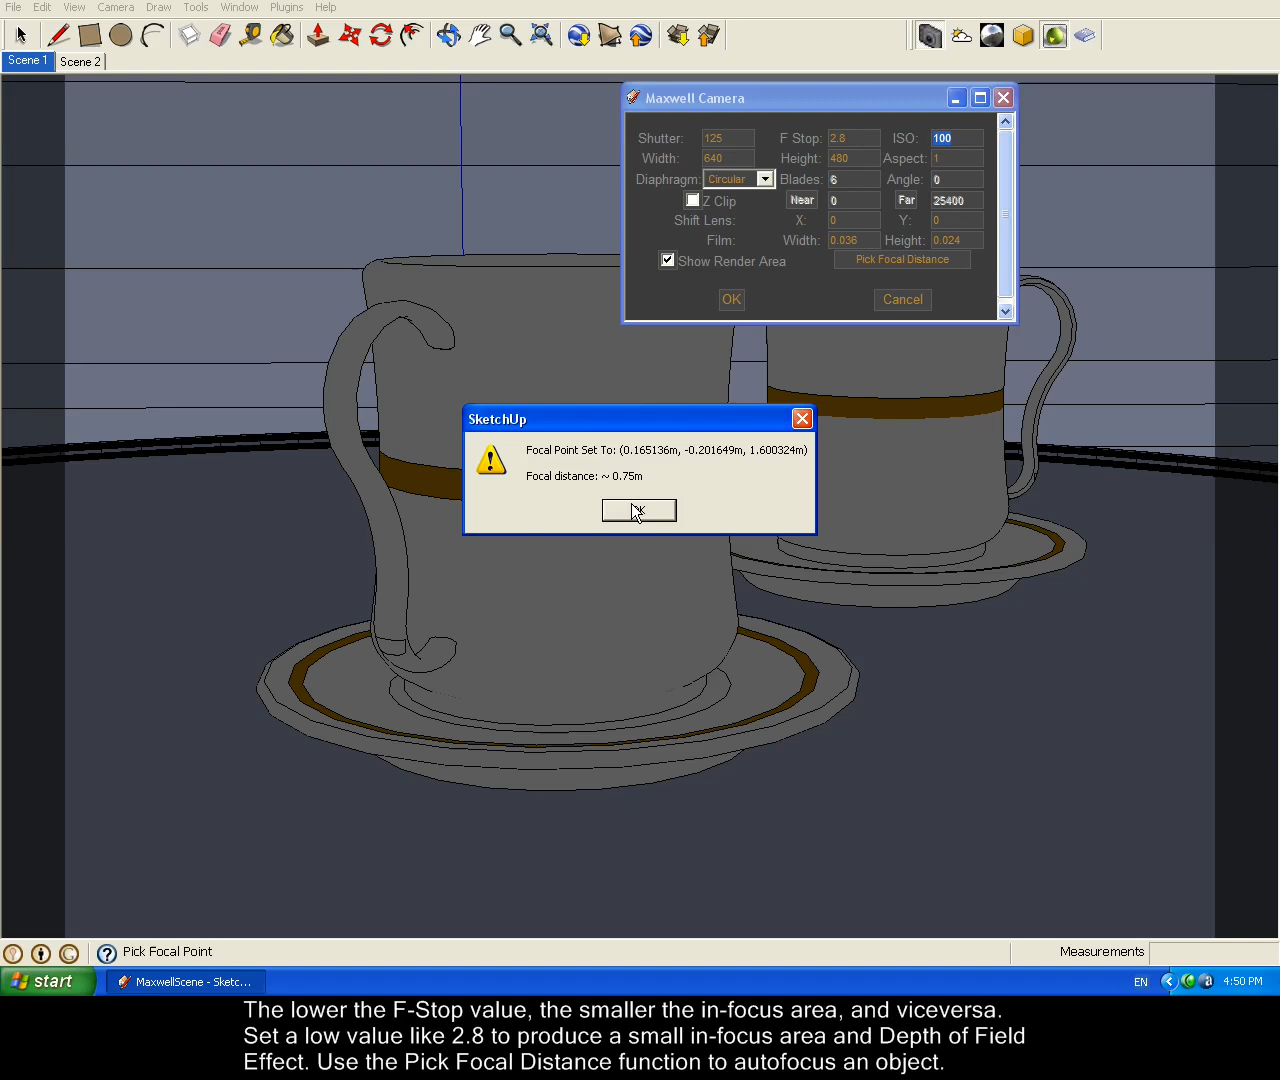 File Edit View Camera Draw Tools Window Plugins Help
Scene 1 Scene 2
Maxwell Camera
Shutter: 125 F Stop: 2.8 ISO: 100
Width: 640 Height: 480 Aspect: 1
Diaphragm: Circular Blades: 6 Angle: 0
Z Clip Near 0 Far 25400
Shift Lens: X: 0 Y: 0
Film: Width: 0.036 Height: 0.024
Show Render Area Pick Focal Distance
OK Cancel
SketchUp
Focal Point Set To: (0.165136m, -0.201649m, 1.600324m)
Focal distance: ~ 0.75m
Pick Focal Point Measurements
start MaxwellScene - Sketc... EN 4:50 PM
The lower the F-Stop value, the smaller the in-focus area, and viceversa.
Set a low value like 2.8 to produce a small in-focus area and Depth of Field
Effect. Use the Pick Focal Distance function to autofocus an object.